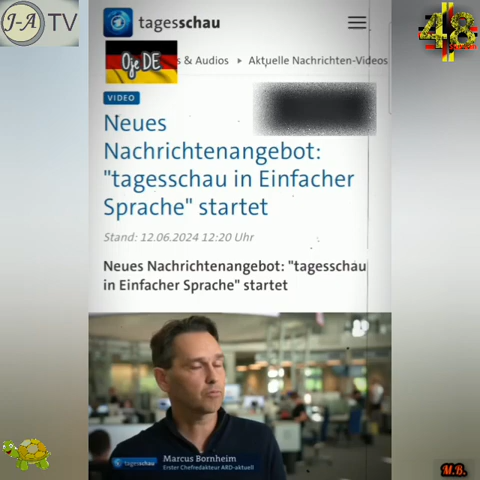 J-A TV
tagesschau
48
Oje DE
s & Audios ▸ Aktuelle Nachrichten-Videos
VIDEO
Neues
Nachrichtenangebot:
"tagesschau in Einfacher
Sprache" startet
Stand: 12.06.2024 12:20 Uhr
Neues Nachrichtenangebot: "tagesschau
in Einfacher Sprache" startet
Marcus Bornheim
tagesschau
Erster Chefredakteur ARD-aktuell
M.B.